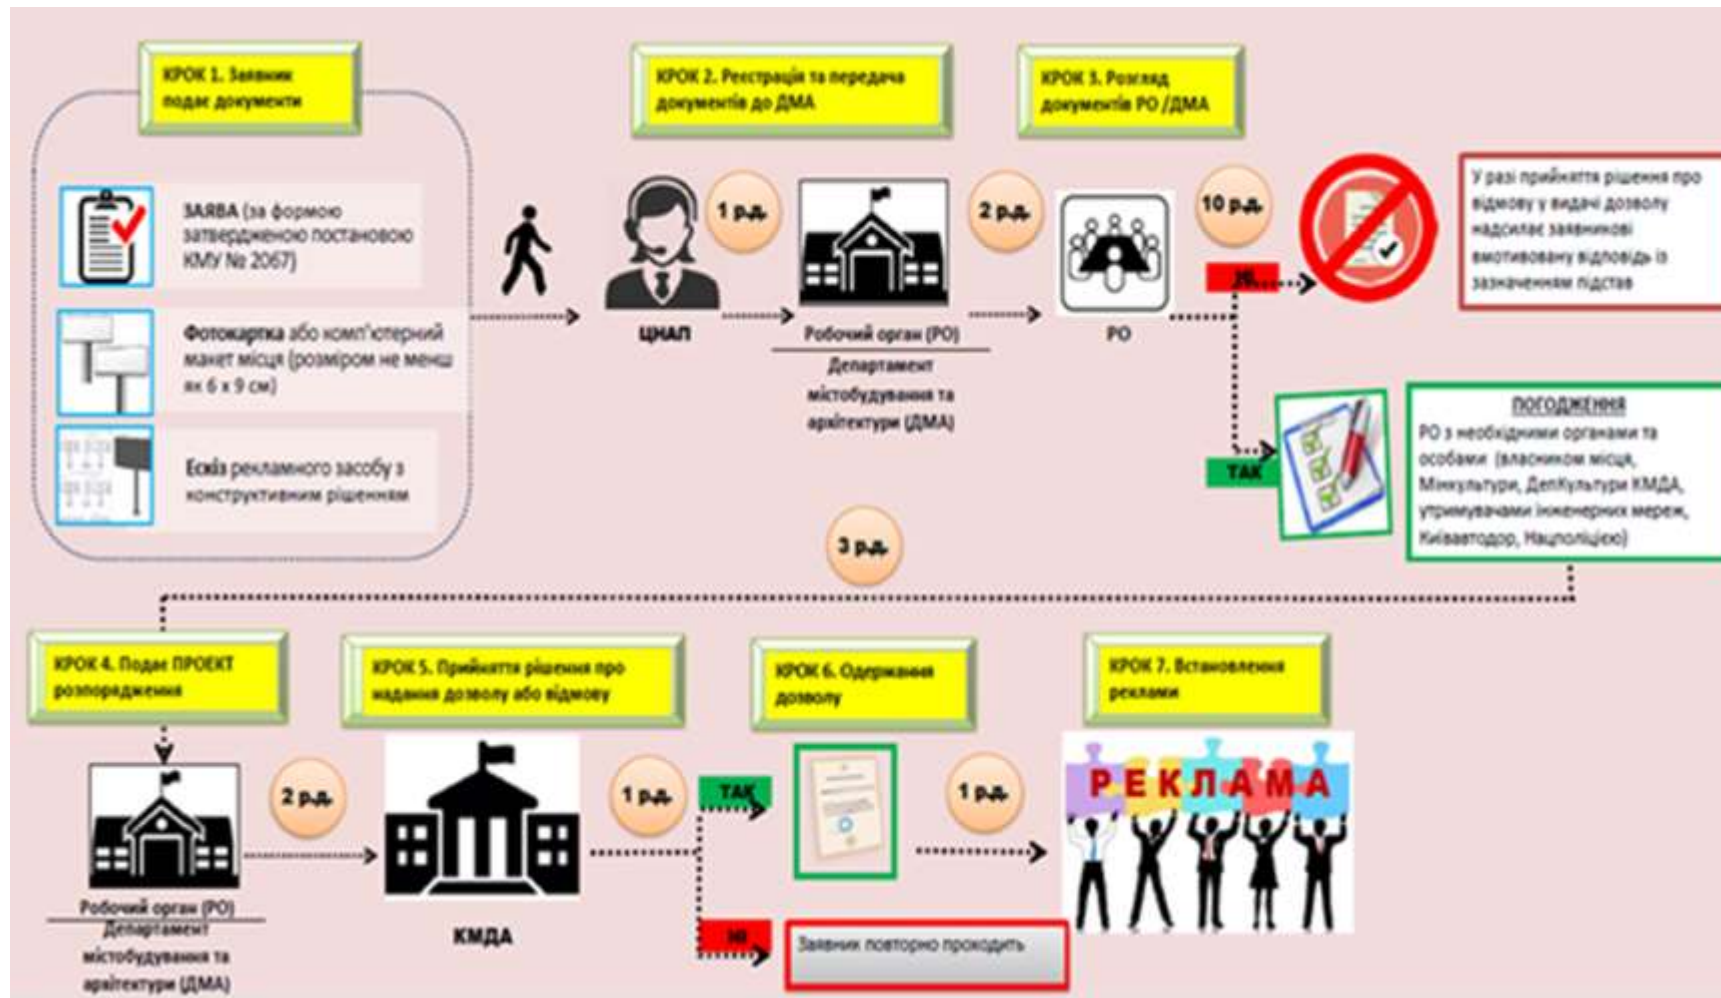 КРОК 1. Заявник
подає документи
ЗАЯВА (за формою
затвердженою постановою
КМУ № 2067)
Фотокартка або комп'ютерний
макет місця (розміром не менш
як 6 х 9 см)
Ескіз рекламного засобу з
конструктивним рішенням
КРОК 2. Реєстрація та передача
документів до ДМА
ЦНАП
1 р.д.
Робочий орган (РО)
Департамент
містобудування та
архітектури (ДМА)
2 р.д.
КРОК 3. Розгляд
документів РО /ДМА
РО
10 р.д.
НІ
У разі прийняття рішення про
відмову у видачі дозволу
надсилає заявникові
вмотивовану відповідь із
зазначенням підстав
ТАК
ПОГОДЖЕННЯ
РО з необхідними органами та
особами (власником місця,
Мінкультури, ДепКультури КМДА,
утримувачами інженерних мереж,
Київавтодор, Нацполіцією)
3 р.д.
КРОК 4. Подає ПРОЕКТ
розпорядження
Робочий орган (РО)
Департамент
містобудування та
архітектури (ДМА)
2 р.д.
КРОК 5. Прийняття рішення про
надання дозволу або відмову
КМДА
1 р.д.
ТАК
НІ
Заявник повторно проходить
КРОК 6. Одержання
дозволу
1 р.д.
КРОК 7. Встановлення
реклами
РЕКЛАМА